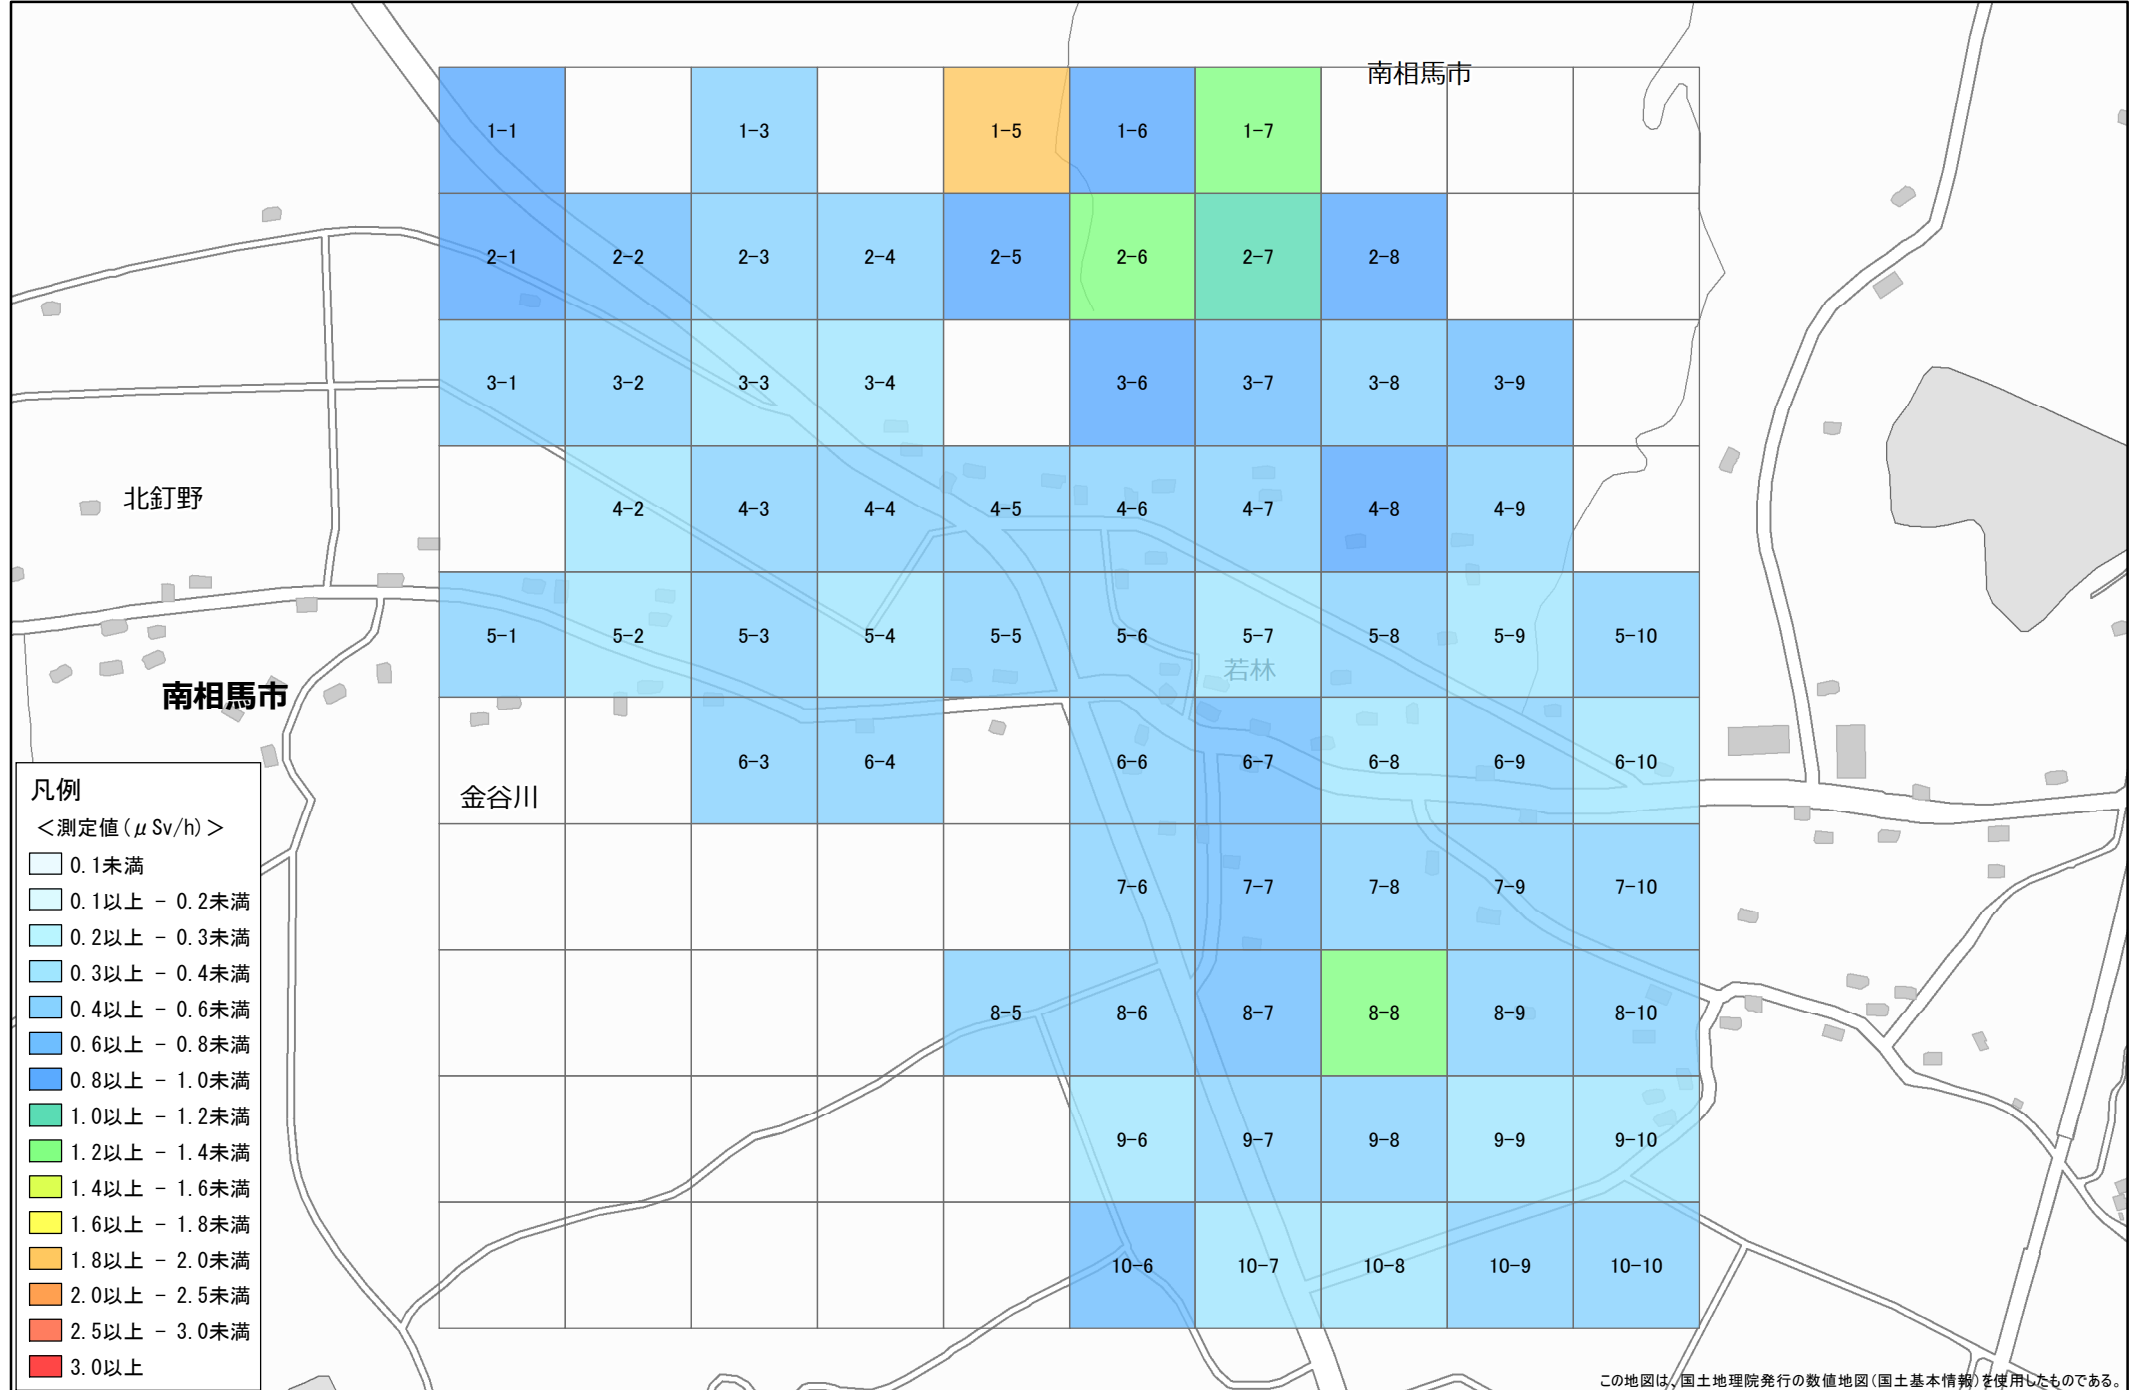 南相馬市
1-1 1-3 1-5 1-6 1-7
2-1 2-2 2-3 2-4 2-5 2-6 2-7 2-8
3-1 3-2 3-3 3-4 3-6 3-7 3-8 3-9
北釘野
4-2 4-3 4-4 4-5 4-6 4-7 4-8 4-9
5-1 5-2 5-3 5-4 5-5 5-6 5-7 5-8 5-9 5-10
若林
南相馬市
6-3 6-4 6-6 6-7 6-8 6-9 6-10
金谷川
7-6 7-7 7-8 7-9 7-10
8-5 8-6 8-7 8-8 8-9 8-10
9-6 9-7 9-8 9-9 9-10
10-6 10-7 10-8 10-9 10-10
凡例
＜測定値(μSv/h)＞
0.1未満
0.1以上 - 0.2未満
0.2以上 - 0.3未満
0.3以上 - 0.4未満
0.4以上 - 0.6未満
0.6以上 - 0.8未満
0.8以上 - 1.0未満
1.0以上 - 1.2未満
1.2以上 - 1.4未満
1.4以上 - 1.6未満
1.6以上 - 1.8未満
1.8以上 - 2.0未満
2.0以上 - 2.5未満
2.5以上 - 3.0未満
3.0以上
この地図は、国土地理院発行の数値地図(国土基本情報)を使用したものである。